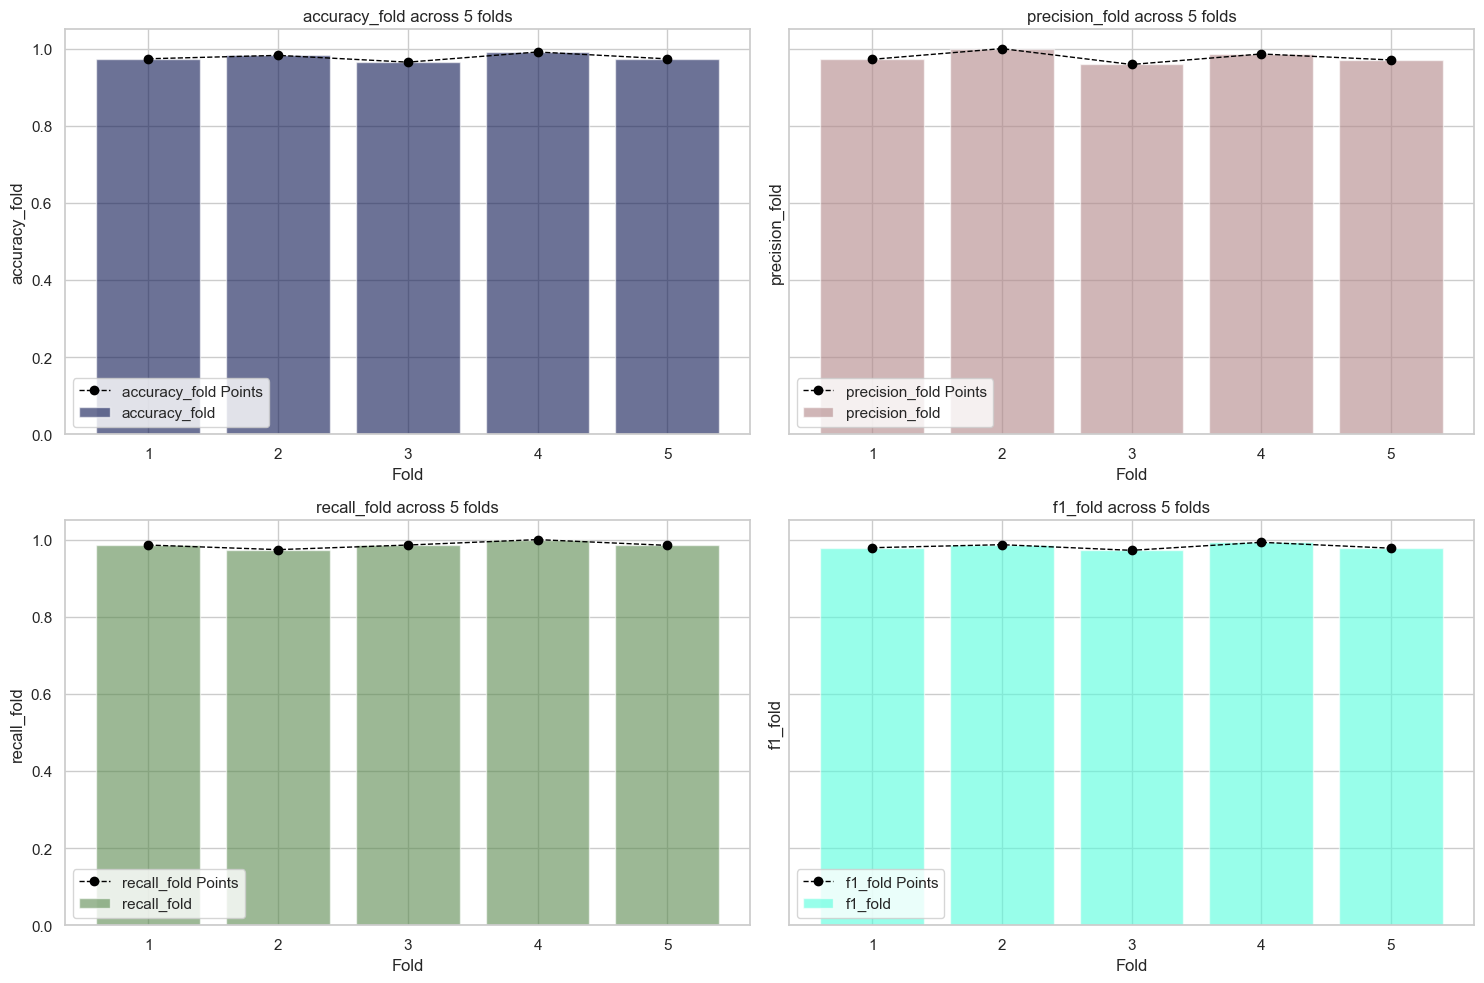 accuracy_fold across 5 folds
accuracy_fold
1.0
0.8
0.6
0.4
0.2
0.0
accuracy_fold Points
accuracy_fold
1 2 3 4 5
Fold
precision_fold across 5 folds
precision_fold
precision_fold Points
precision_fold
1 2 3 4 5
Fold
recall_fold across 5 folds
recall_fold
1.0
0.8
0.6
0.4
0.2
0.0
recall_fold Points
recall_fold
1 2 3 4 5
Fold
f1_fold across 5 folds
f1_fold
f1_fold Points
f1_fold
1 2 3 4 5
Fold